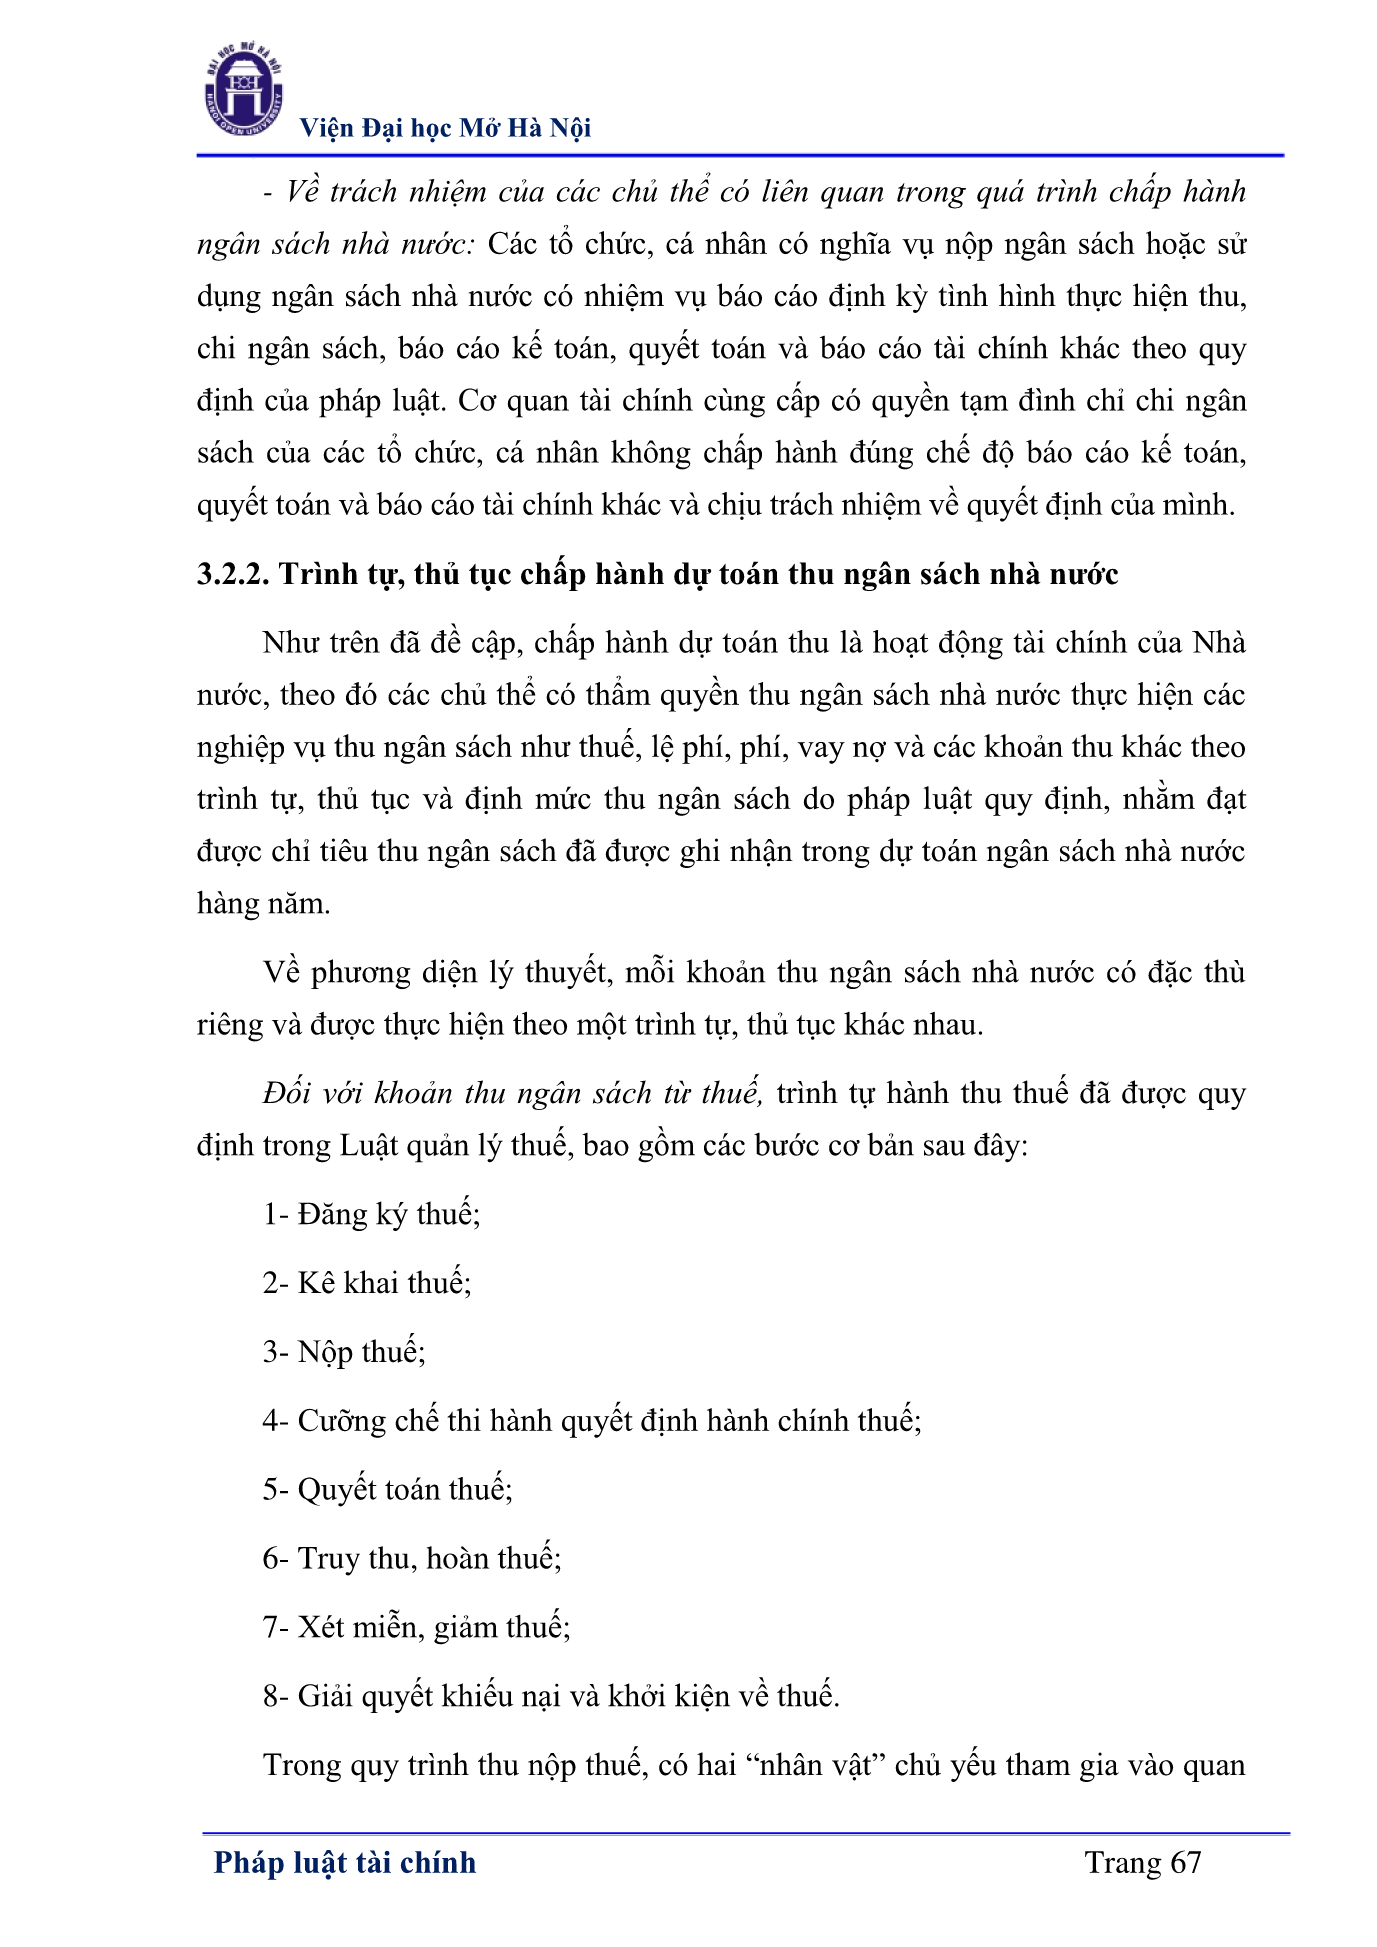 ĐẠI HỌC MỞ HÀ NỘI
HANOI OPEN UNIVERSITY
Viện Đại học Mở Hà Nội
- Về trách nhiệm của các chủ thể có liên quan trong quá trình chấp hành
ngân sách nhà nước: Các tổ chức, cá nhân có nghĩa vụ nộp ngân sách hoặc sử
dụng ngân sách nhà nước có nhiệm vụ báo cáo định kỳ tình hình thực hiện thu,
chi ngân sách, báo cáo kế toán, quyết toán và báo cáo tài chính khác theo quy
định của pháp luật. Cơ quan tài chính cùng cấp có quyền tạm đình chỉ chi ngân
sách của các tổ chức, cá nhân không chấp hành đúng chế độ báo cáo kế toán,
quyết toán và báo cáo tài chính khác và chịu trách nhiệm về quyết định của mình.
3.2.2. Trình tự, thủ tục chấp hành dự toán thu ngân sách nhà nước
Như trên đã đề cập, chấp hành dự toán thu là hoạt động tài chính của Nhà
nước, theo đó các chủ thể có thẩm quyền thu ngân sách nhà nước thực hiện các
nghiệp vụ thu ngân sách như thuế, lệ phí, phí, vay nợ và các khoản thu khác theo
trình tự, thủ tục và định mức thu ngân sách do pháp luật quy định, nhằm đạt
được chỉ tiêu thu ngân sách đã được ghi nhận trong dự toán ngân sách nhà nước
hàng năm.
Về phương diện lý thuyết, mỗi khoản thu ngân sách nhà nước có đặc thù
riêng và được thực hiện theo một trình tự, thủ tục khác nhau.
Đối với khoản thu ngân sách từ thuế, trình tự hành thu thuế đã được quy
định trong Luật quản lý thuế, bao gồm các bước cơ bản sau đây:
1- Đăng ký thuế;
2- Kê khai thuế;
3- Nộp thuế;
4- Cưỡng chế thi hành quyết định hành chính thuế;
5- Quyết toán thuế;
6- Truy thu, hoàn thuế;
7- Xét miễn, giảm thuế;
8- Giải quyết khiếu nại và khởi kiện về thuế.
Trong quy trình thu nộp thuế, có hai “nhân vật” chủ yếu tham gia vào quan
Pháp luật tài chính
Trang 67